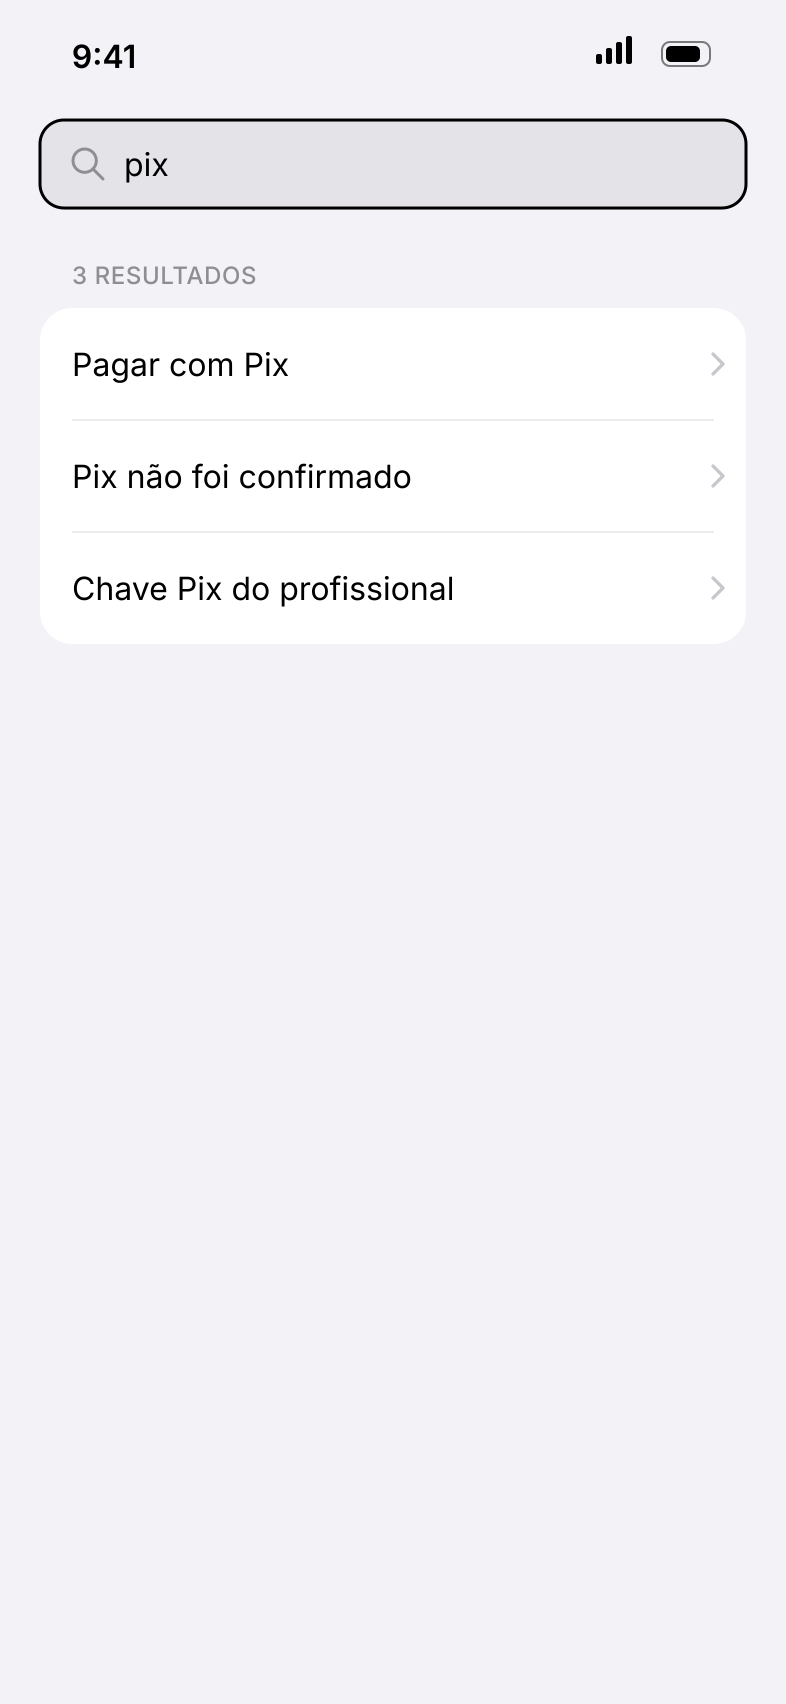 9:41
pix
3 RESULTADOS
Pagar com Pix
Pix não foi confirmado
Chave Pix do profissional